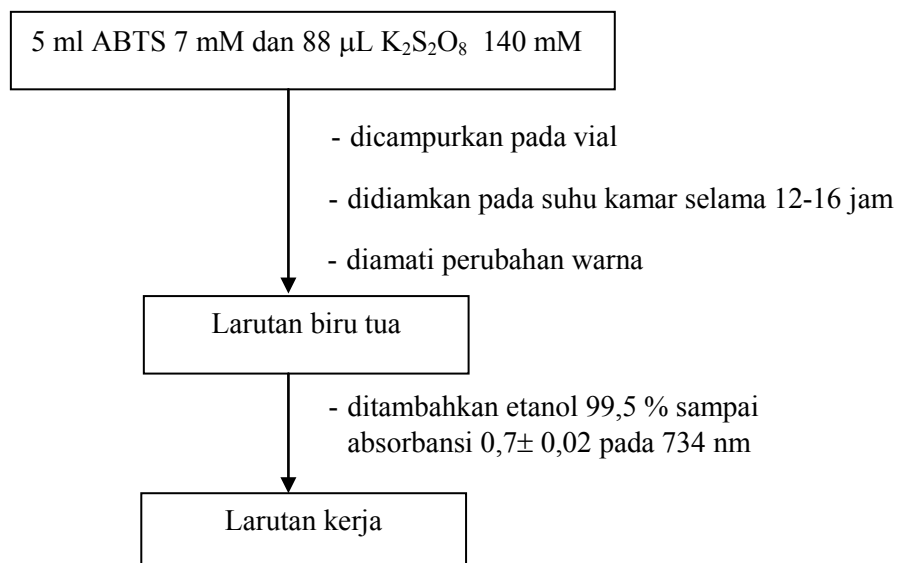 5 ml ABTS 7 mM dan 88 μL K₂S₂O₈ 140 mM
- dicampurkan pada vial
- didiamkan pada suhu kamar selama 12-16 jam
- diamati perubahan warna
Larutan biru tua
- ditambahkan etanol 99,5 % sampai
absorbansi 0,7± 0,02 pada 734 nm
Larutan kerja